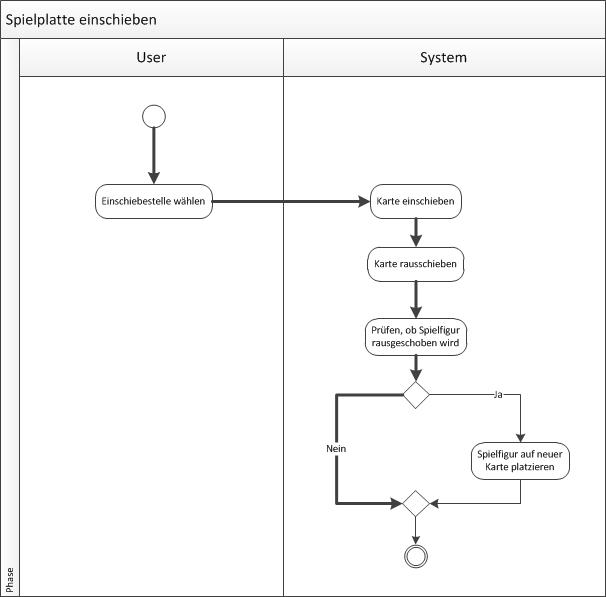 Spielplatte einschieben
User
System
Einschiebestelle wählen
Karte einschieben
Karte rausschieben
Prüfen, ob Spielfigur
rausgeschoben wird
Ja
Nein
Spielfigur auf neuer
Karte platzieren
Phase